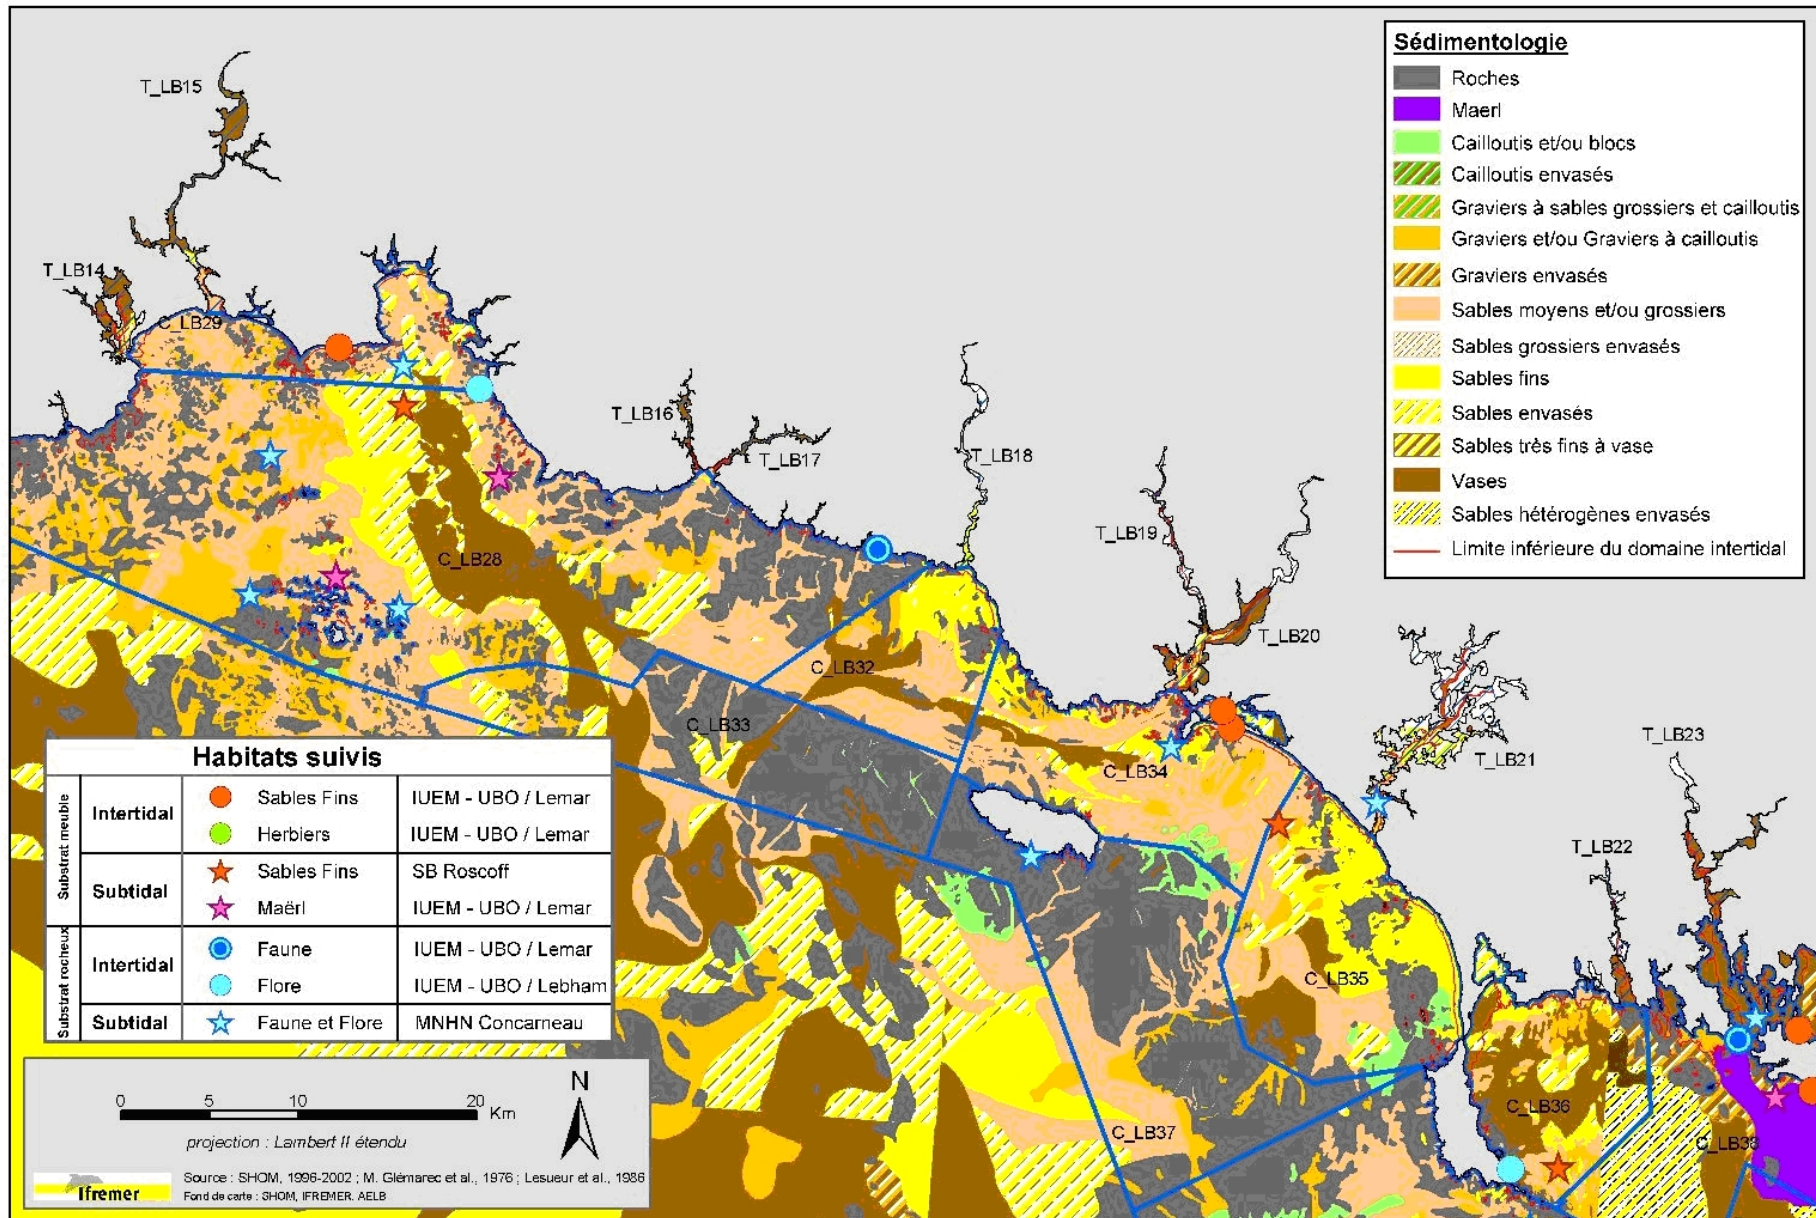 Sédimentologie
Roches
Maerl
Cailloutis et/ou blocs
Cailloutis envasés
Graviers à sables grossiers et cailloutis
Graviers et/ou Graviers à cailloutis
Graviers envasés
Sables moyens et/ou grossiers
Sables grossiers envasés
Sables fins
Sables envasés
Sables très fins à vase
Vases
Sables hétérogènes envasés
Limite inférieure du domaine intertidal
T_LB15
T_LB14
C_LB29
T_LB16
T_LB17
T_LB18
C_LB28
T_LB19
T_LB20
C_LB32
C_LB33
C_LB34
T_LB21
T_LB23
T_LB22
C_LB35
C_LB36
C_LB37
C_LB38
Habitats suivis
Substrat meuble
Intertidal
Sables Fins IUEM - UBO / Lemar
Herbiers IUEM - UBO / Lemar
Subtidal
Sables Fins SB Roscoff
Maërl IUEM - UBO / Lemar
Substrat rocheux
Intertidal
Faune IUEM - UBO / Lemar
Flore IUEM - UBO / Lebham
Subtidal Faune et Flore MNHN Concarneau
N
0 5 10 20 Km
projection : Lambert II étendu
Ifremer
Source : SHOM, 1996-2002 ; M. Glémarec et al., 1976 ; Lesueur et al., 1986
Fond de carte : SHOM, IFREMER, AELB